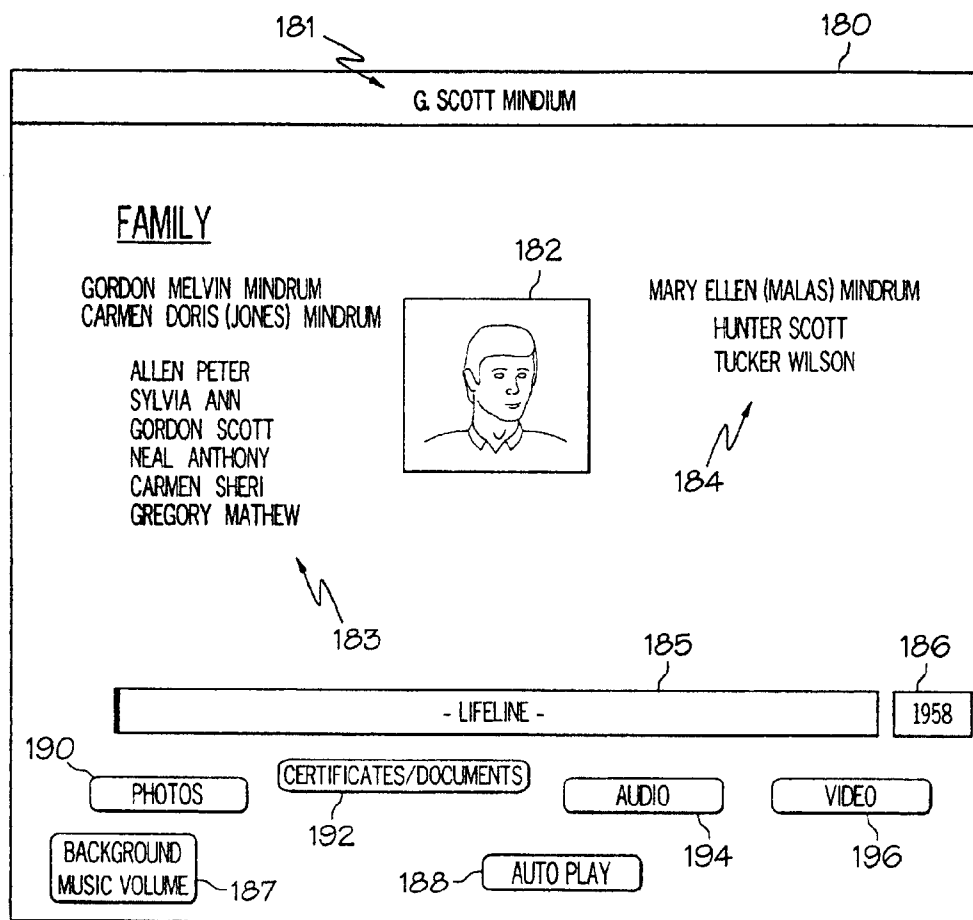 181
180
G. SCOTT MINDIUM
FAMILY
182
GORDON MELVIN MINDRUM
CARMEN DORIS (JONES) MINDRUM
MARY ELLEN (MALAS) MINDRUM
HUNTER SCOTT
TUCKER WILSON
ALLEN PETER
SYLVIA ANN
GORDON SCOTT
NEAL ANTHONY
CARMEN SHERI
GREGORY MATHEW
184
183
185
186
- LIFELINE -
1958
190
PHOTOS
CERTIFICATES/DOCUMENTS
AUDIO
VIDEO
192
194
196
BACKGROUND
MUSIC VOLUME
187
188
AUTO PLAY